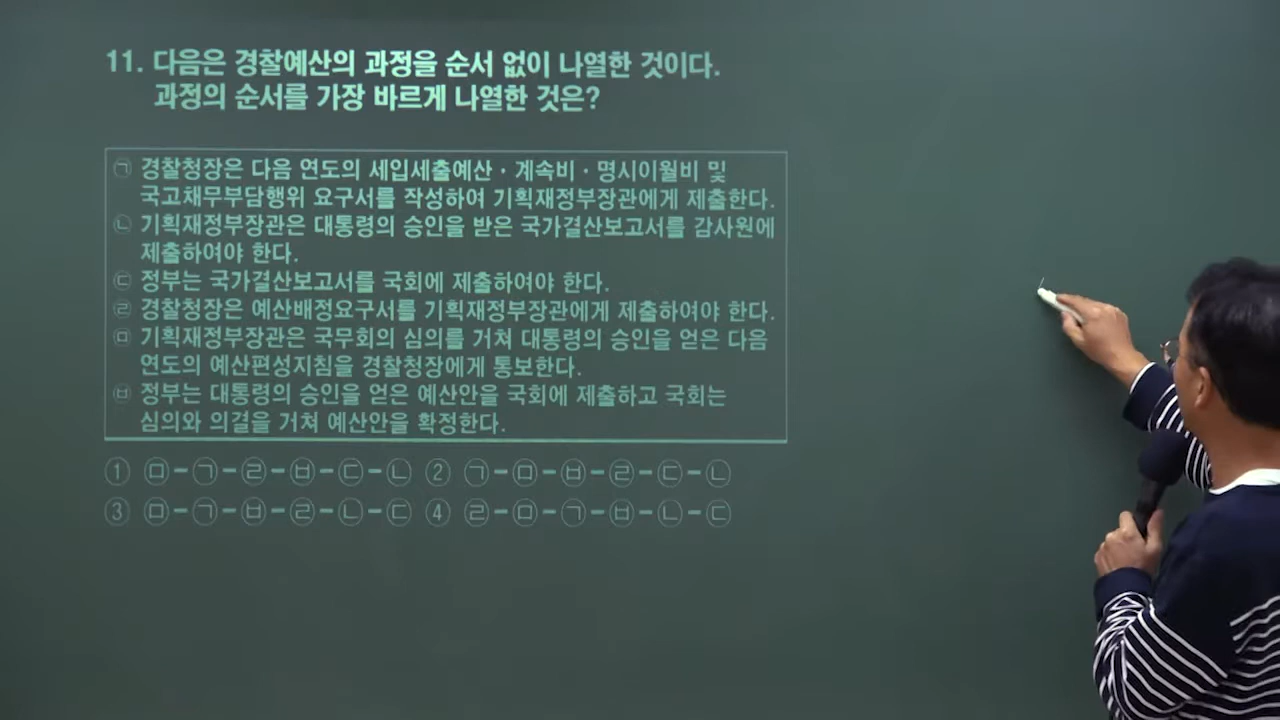 11. 다음은 경찰예산의 과정을 순서 없이 나열한 것이다.
과정의 순서를 가장 바르게 나열한 것은?
㉠ 경찰청장은 다음 연도의 세입세출예산·계속비·명시이월비 및
국고채무부담행위 요구서를 작성하여 기획재정부장관에게 제출한다.
㉡ 기획재정부장관은 대통령의 승인을 받은 국가결산보고서를 감사원에
제출하여야 한다.
㉢ 정부는 국가결산보고서를 국회에 제출하여야 한다.
㉣ 경찰청장은 예산배정요구서를 기획재정부장관에게 제출하여야 한다.
㉤ 기획재정부장관은 국무회의 심의를 거쳐 대통령의 승인을 얻은 다음
연도의 예산편성지침을 경찰청장에게 통보한다.
㉥ 정부는 대통령의 승인을 얻은 예산안을 국회에 제출하고 국회는
심의와 의결을 거쳐 예산안을 확정한다.
① ㉤-㉠-㉣-㉥-㉢-㉡ ② ㉠-㉤-㉥-㉣-㉢-㉡
③ ㉤-㉠-㉥-㉣-㉡-㉢ ④ ㉣-㉤-㉠-㉥-㉡-㉢